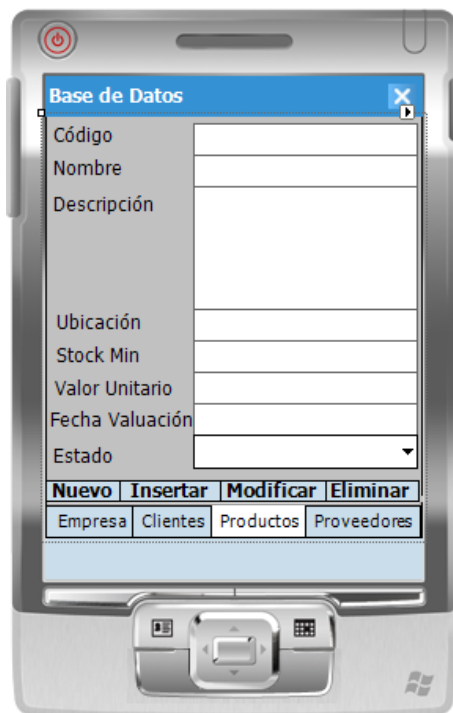 Base de Datos
Código
Nombre
Descripción
Ubicación
Stock Min
Valor Unitario
Fecha Valuación
Estado
Nuevo Insertar Modificar Eliminar
Empresa Clientes Productos Proveedores